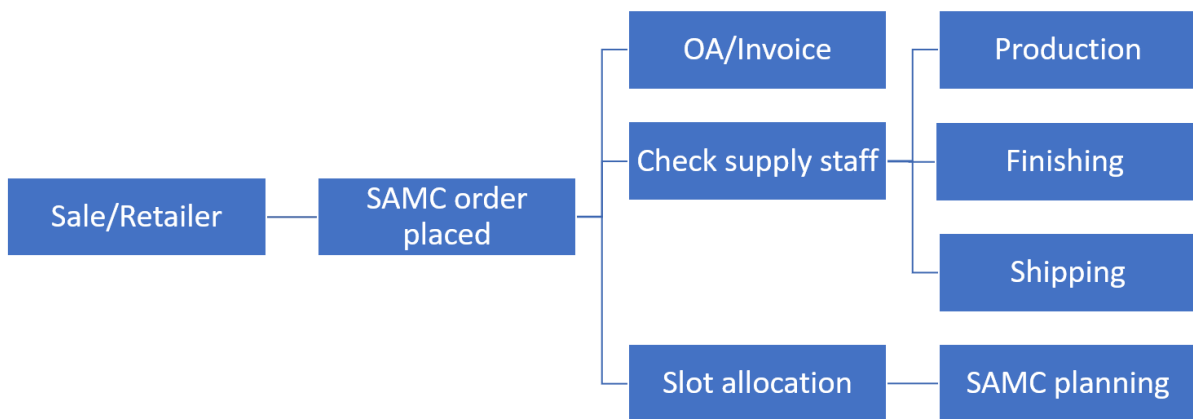 Sale/Retailer
SAMC order
placed
OA/Invoice
Check supply staff
Slot allocation
Production
Finishing
Shipping
SAMC planning